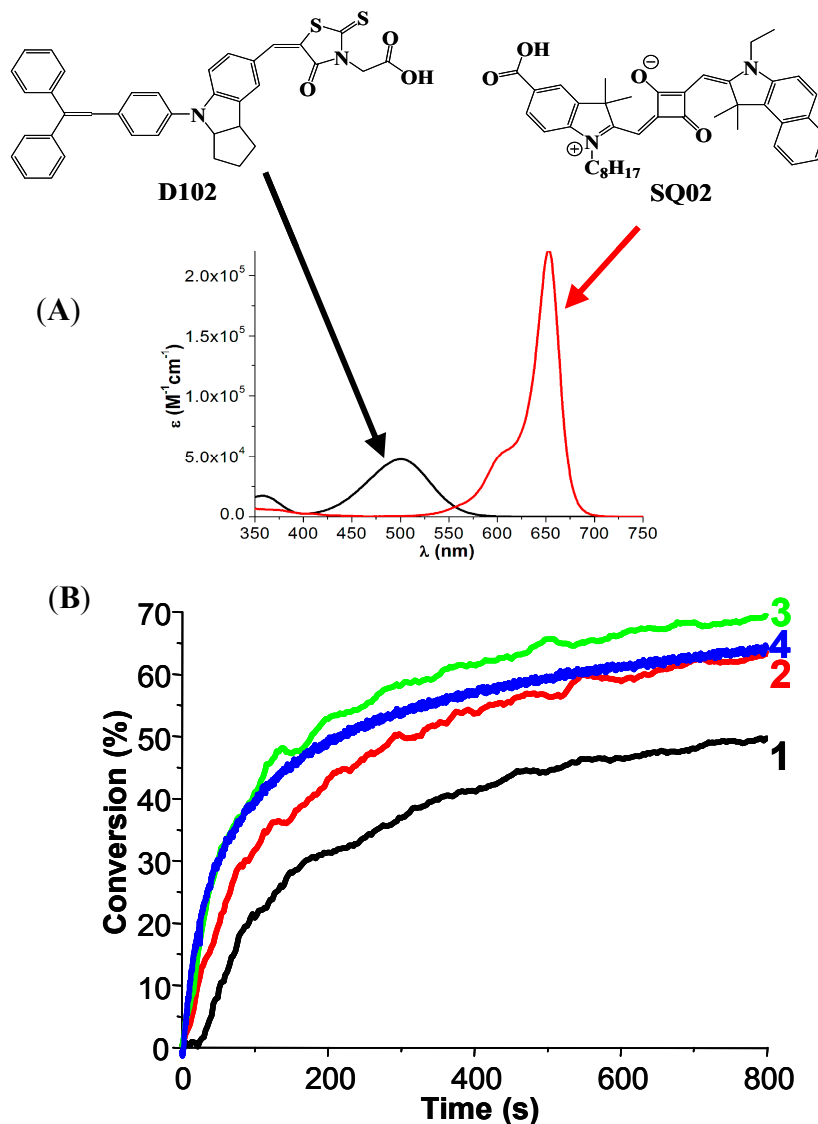 S
S
O
N
O
OH
N
D102
OH
O
O
⊖
N
N
⊕
O
C8H17
SQ02
(A)
ε (M-1cm-1)
2.0x10^5
1.5x10^5
1.0x10^5
5.0x10^4
0.0
350 400 450 500 550 600 650 700 750
λ (nm)
(B)
Conversion (%)
70
60
50
40
30
20
10
0
3
4
2
1
0 200 400 600 800
Time (s)